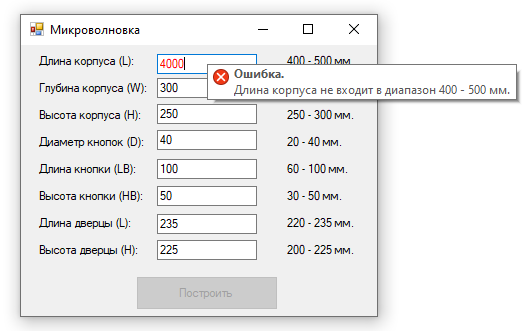 Микроволновка
Длина корпуса (L): 4000 400 - 500 мм.
Ошибка.
Длина корпуса не входит в диапазон 400 - 500 мм.
Глубина корпуса (W): 300
Высота корпуса (H): 250 250 - 300 мм.
Диаметр кнопок (D): 40 20 - 40 мм.
Длина кнопки (LB): 100 60 - 100 мм.
Высота кнопки (HB): 50 30 - 50 мм.
Длина дверцы (L): 235 220 - 235 мм.
Высота дверцы (H): 225 200 - 225 мм.
Построить